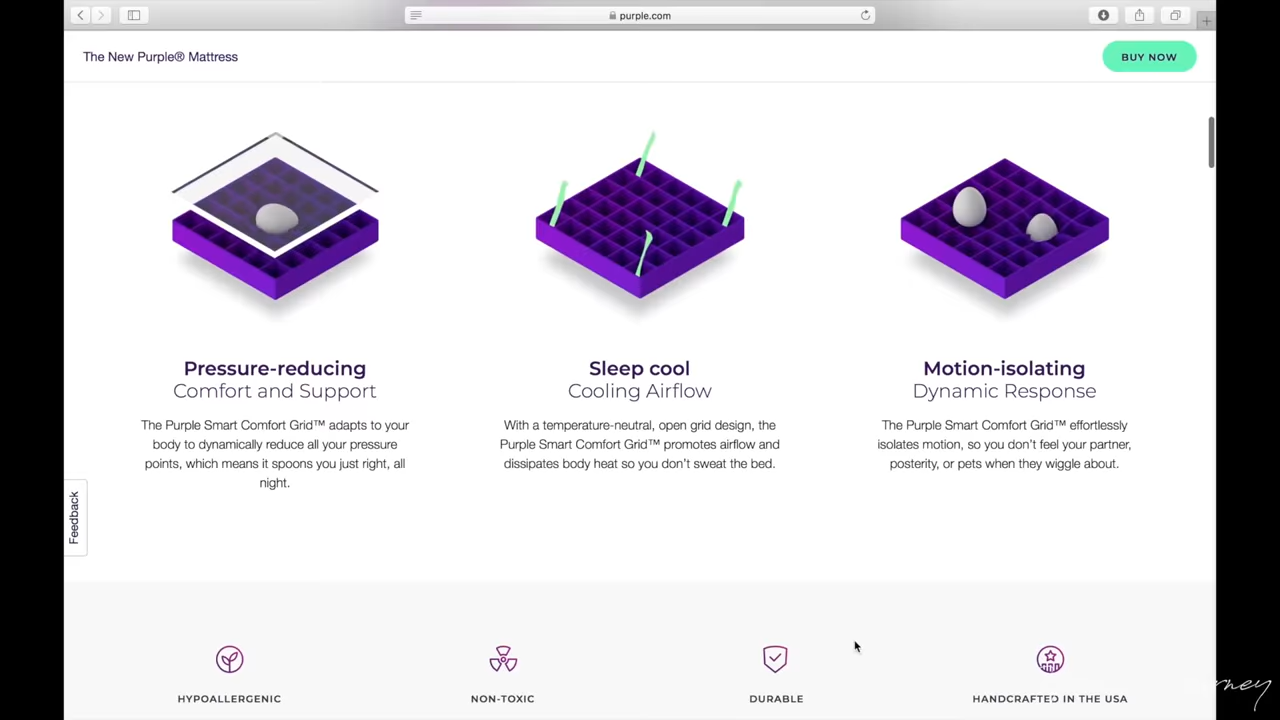 purple.com
The New Purple® Mattress
BUY NOW
Pressure-reducing
Comfort and Support
The Purple Smart Comfort Grid™ adapts to your
body to dynamically reduce all your pressure
points, which means it spoons you just right, all
night.
Sleep cool
Cooling Airflow
With a temperature-neutral, open grid design, the
Purple Smart Comfort Grid™ promotes airflow and
dissipates body heat so you don’t sweat the bed.
Motion-isolating
Dynamic Response
The Purple Smart Comfort Grid™ effortlessly
isolates motion, so you don’t feel your partner,
posterity, or pets when they wiggle about.
Feedback
HYPOALLERGENIC
NON-TOXIC
DURABLE
HANDCRAFTED IN THE USA